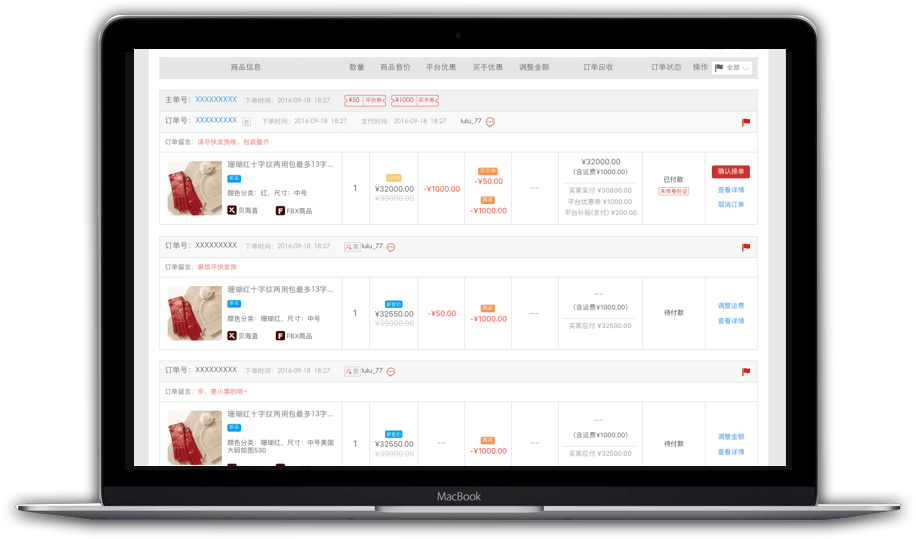 商品信息 数量 商品售价 平台优惠 买手优惠 调整金额 订单应收 订单状态 操作 全部
主单号: XXXXXXXXX 下单时间: 2016-09-18 18:27 ¥50 平台券 ¥1000 买手券
订单号: XXXXXXXXX 下单时间: 2016-09-18 18:27 支付时间: 2016-09-18 18:27 lulu_77
订单留言: 请尽快发货哦，包装整齐
珊瑚红十字纹两用包最多13字...
新品
颜色分类: 红，尺寸: 中号
贝海直 FBX商品
1
¥32000.00
¥39000.00
-¥1000.00
买手券
-¥50.00
满减
-¥1000.00
——
¥32000.00
(含运费¥1000.00)
买家实付 ¥30800.00
平台优惠券 ¥1000.00
平台补贴(支付) ¥200.00
已付款
未传身份证
确认接单
查看详情
取消订单
订单号: XXXXXXXXX 下单时间: 2016-09-18 18:27 lulu_77
订单留言: 麻烦尽快发货
珊瑚红十字纹两用包最多13字...
新品
颜色分类: 珊瑚红，尺寸: 中号
贝海直 FBX商品
1
新客价
¥32550.00
¥39000.00
-¥50.00
满减
-¥1000.00
——
——
(含运费¥1000.00)
买家应付 ¥32500.00
待付款
调整运费
查看详情
订单号: XXXXXXXXX 下单时间: 2016-09-18 18:27 lulu_77
订单留言: 亲，要小票的哦~
珊瑚红十字纹两用包最多13字...
新品
颜色分类: 珊瑚红，尺寸: 中号美国
大码如图530
1
新客价
¥32550.00
¥39000.00
——
满减
-¥1000.00
——
——
(含运费¥1000.00)
买家应付 ¥32500.00
待付款
调整金额
查看详情
MacBook